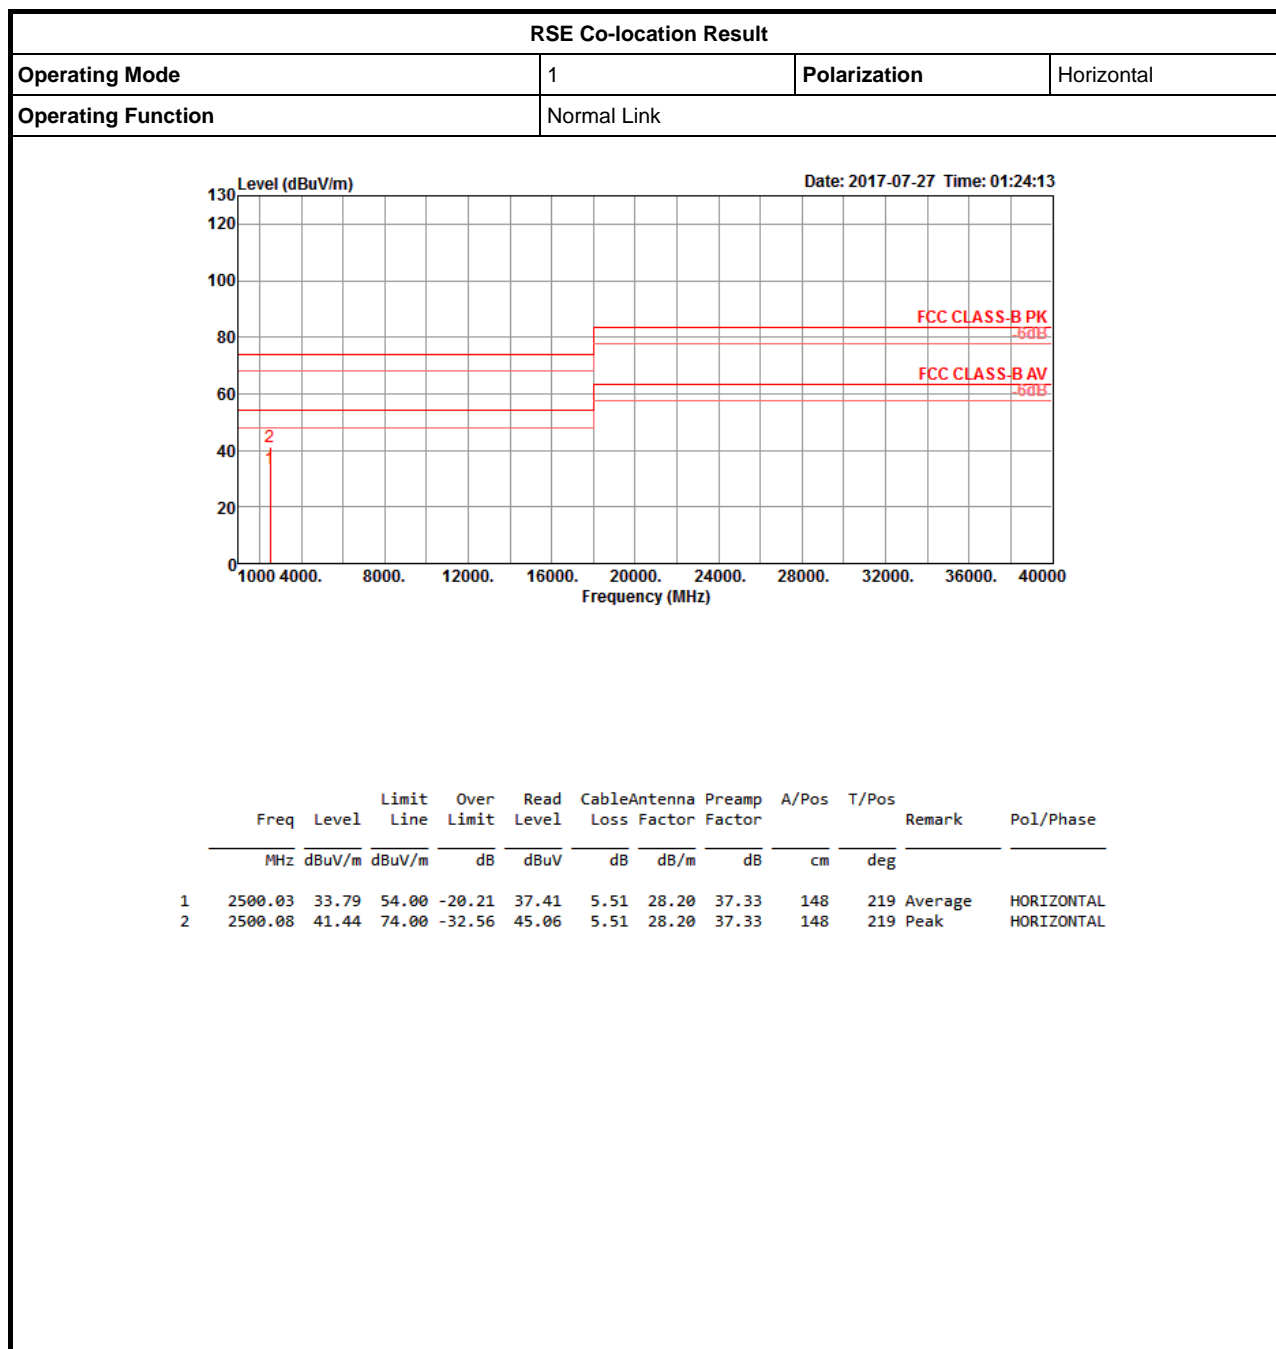 RSE Co-location Result
Operating Mode 1 Polarization Horizontal
Operating Function Normal Link
Level (dBuV/m) Date: 2017-07-27 Time: 01:24:13
130
120
100
FCC CLASS-B PK
80
-6dB
FCC CLASS-B AV
60
-6dB
2
40
1
20
0
1000 4000. 8000. 12000. 16000. 20000. 24000. 28000. 32000. 36000. 40000
Frequency (MHz)
Limit Over Read CableAntenna Preamp A/Pos T/Pos
Freq Level Line Limit Level Loss Factor Factor Remark Pol/Phase
MHz dBuV/m dBuV/m dB dBuV dB dB/m dB cm deg
1 2500.03 33.79 54.00 -20.21 37.41 5.51 28.20 37.33 148 219 Average HORIZONTAL
2 2500.08 41.44 74.00 -32.56 45.06 5.51 28.20 37.33 148 219 Peak HORIZONTAL